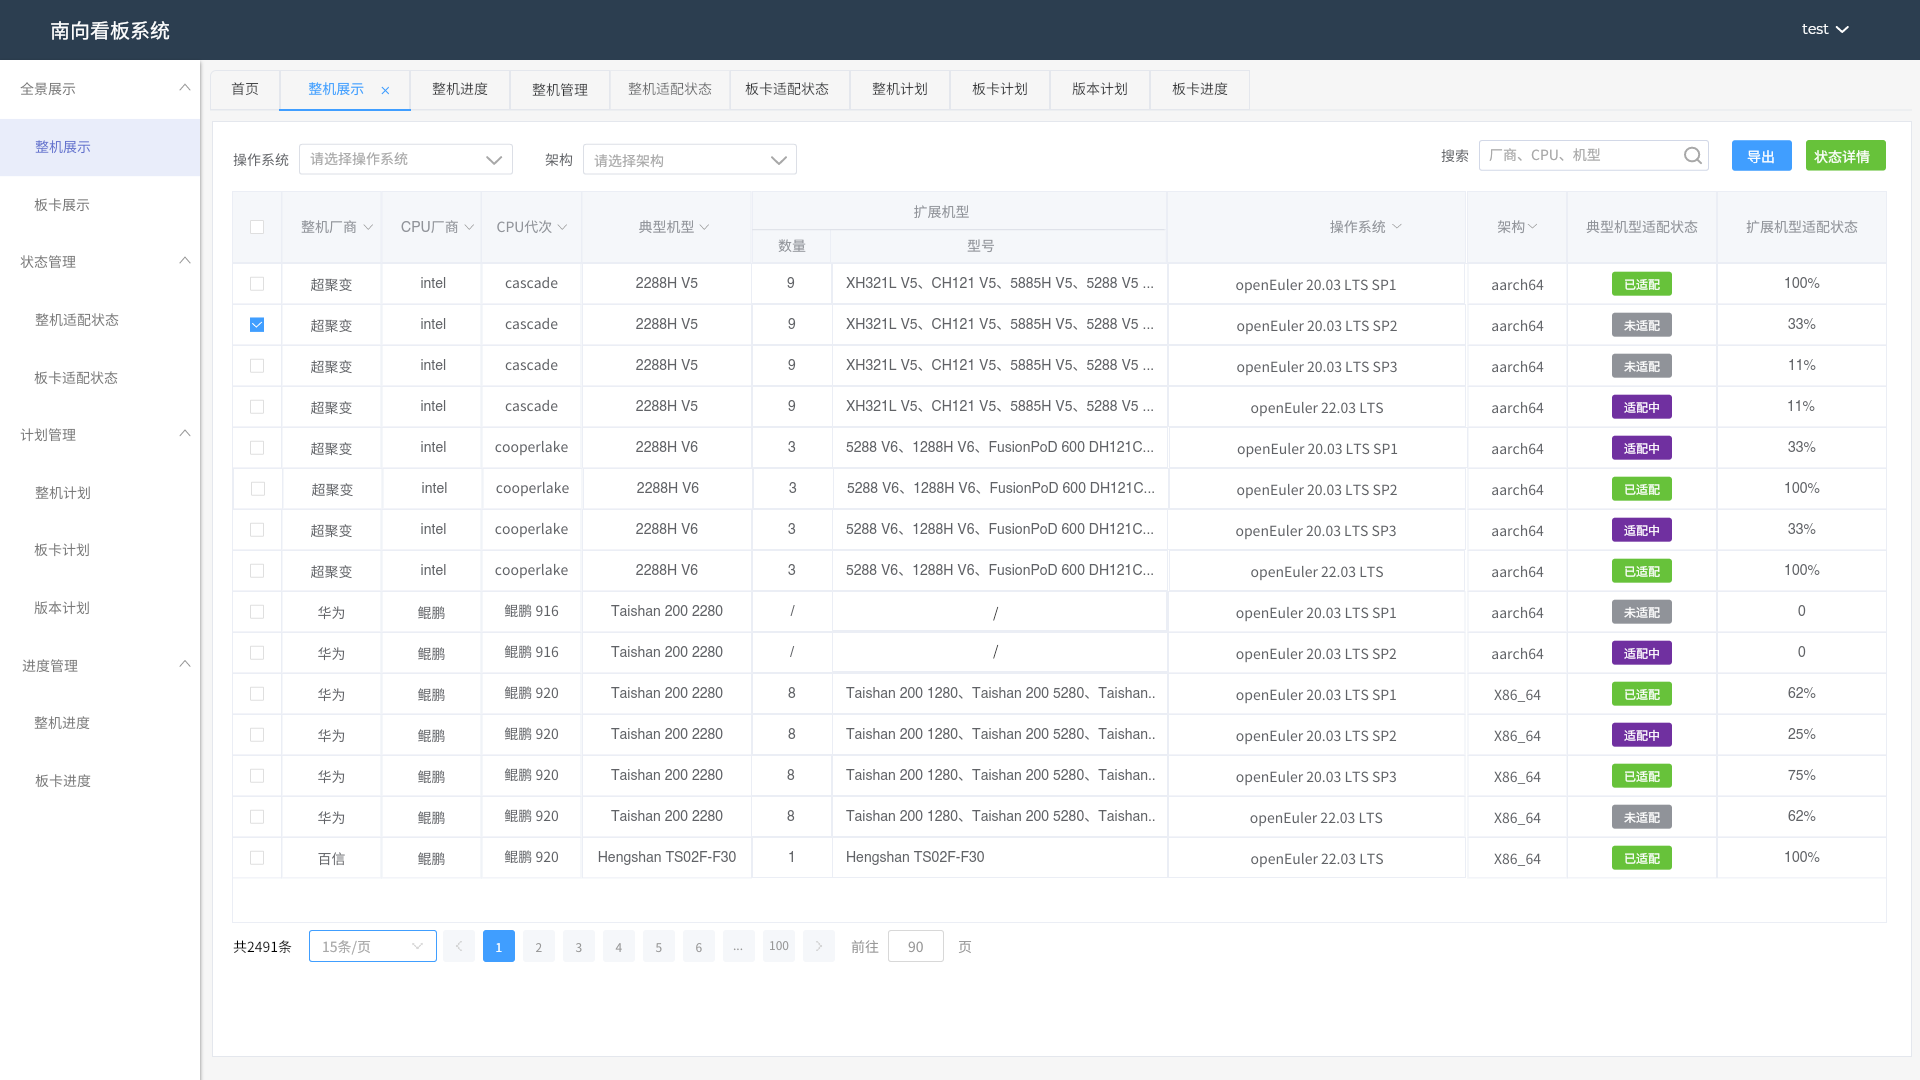 南向看板系统 test
全景展示
整机展示
板卡展示
状态管理
整机适配状态
板卡适配状态
计划管理
整机计划
板卡计划
版本计划
进度管理
整机进度
板卡进度
首页 整机展示 × 整机进度 整机管理 整机适配状态 板卡适配状态 整机计划 板卡计划 版本计划 板卡进度
操作系统 请选择操作系统 架构 请选择架构 搜索 厂商、CPU、机型 导出 状态详情
整机厂商 CPU厂商 CPU代次 典型机型 扩展机型 操作系统 架构 典型机型适配状态 扩展机型适配状态
数量 型号
超聚变 intel cascade 2288H V5 9 XH321L V5、CH121 V5、5885H V5、5288 V5 ... openEuler 20.03 LTS SP1 aarch64 已适配 100%
超聚变 intel cascade 2288H V5 9 XH321L V5、CH121 V5、5885H V5、5288 V5 ... openEuler 20.03 LTS SP2 aarch64 未适配 33%
超聚变 intel cascade 2288H V5 9 XH321L V5、CH121 V5、5885H V5、5288 V5 ... openEuler 20.03 LTS SP3 aarch64 未适配 11%
超聚变 intel cascade 2288H V5 9 XH321L V5、CH121 V5、5885H V5、5288 V5 ... openEuler 22.03 LTS aarch64 适配中 11%
超聚变 intel cooperlake 2288H V6 3 5288 V6、1288H V6、FusionPoD 600 DH121C... openEuler 20.03 LTS SP1 aarch64 适配中 33%
超聚变 intel cooperlake 2288H V6 3 5288 V6、1288H V6、FusionPoD 600 DH121C... openEuler 20.03 LTS SP2 aarch64 已适配 100%
超聚变 intel cooperlake 2288H V6 3 5288 V6、1288H V6、FusionPoD 600 DH121C... openEuler 20.03 LTS SP3 aarch64 适配中 33%
超聚变 intel cooperlake 2288H V6 3 5288 V6、1288H V6、FusionPoD 600 DH121C... openEuler 22.03 LTS aarch64 已适配 100%
华为 鲲鹏 鲲鹏 916 Taishan 200 2280 / / openEuler 20.03 LTS SP1 aarch64 未适配 0
华为 鲲鹏 鲲鹏 916 Taishan 200 2280 / / openEuler 20.03 LTS SP2 aarch64 适配中 0
华为 鲲鹏 鲲鹏 920 Taishan 200 2280 8 Taishan 200 1280、Taishan 200 5280、Taishan.. openEuler 20.03 LTS SP1 X86_64 已适配 62%
华为 鲲鹏 鲲鹏 920 Taishan 200 2280 8 Taishan 200 1280、Taishan 200 5280、Taishan.. openEuler 20.03 LTS SP2 X86_64 适配中 25%
华为 鲲鹏 鲲鹏 920 Taishan 200 2280 8 Taishan 200 1280、Taishan 200 5280、Taishan.. openEuler 20.03 LTS SP3 X86_64 已适配 75%
华为 鲲鹏 鲲鹏 920 Taishan 200 2280 8 Taishan 200 1280、Taishan 200 5280、Taishan.. openEuler 22.03 LTS X86_64 未适配 62%
百信 鲲鹏 鲲鹏 920 Hengshan TS02F-F30 1 Hengshan TS02F-F30 openEuler 22.03 LTS X86_64 已适配 100%
共2491条 15条/页 1 2 3 4 5 6 ... 100 前往 90 页